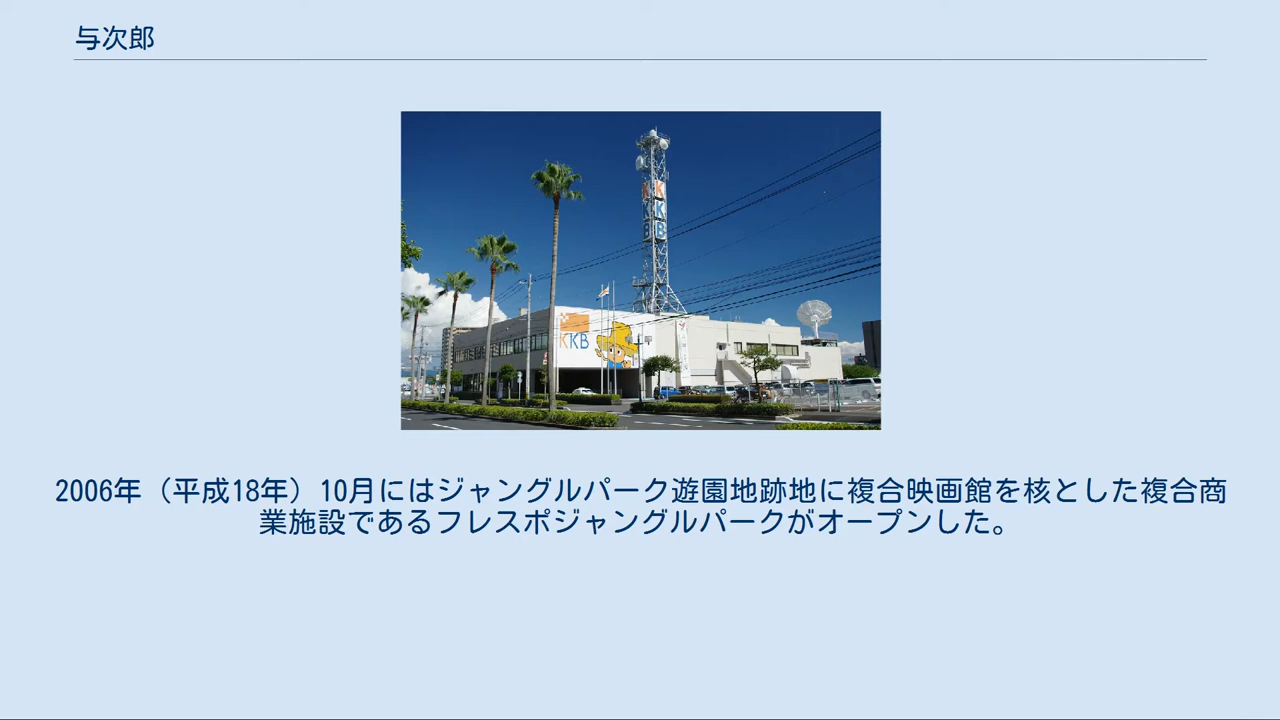 与次郎
KKB
KKB
2006年（平成18年）10月にはジャングルパーク遊園地跡地に複合映画館を核とした複合商
業施設であるフレスポジャングルパークがオープンした。